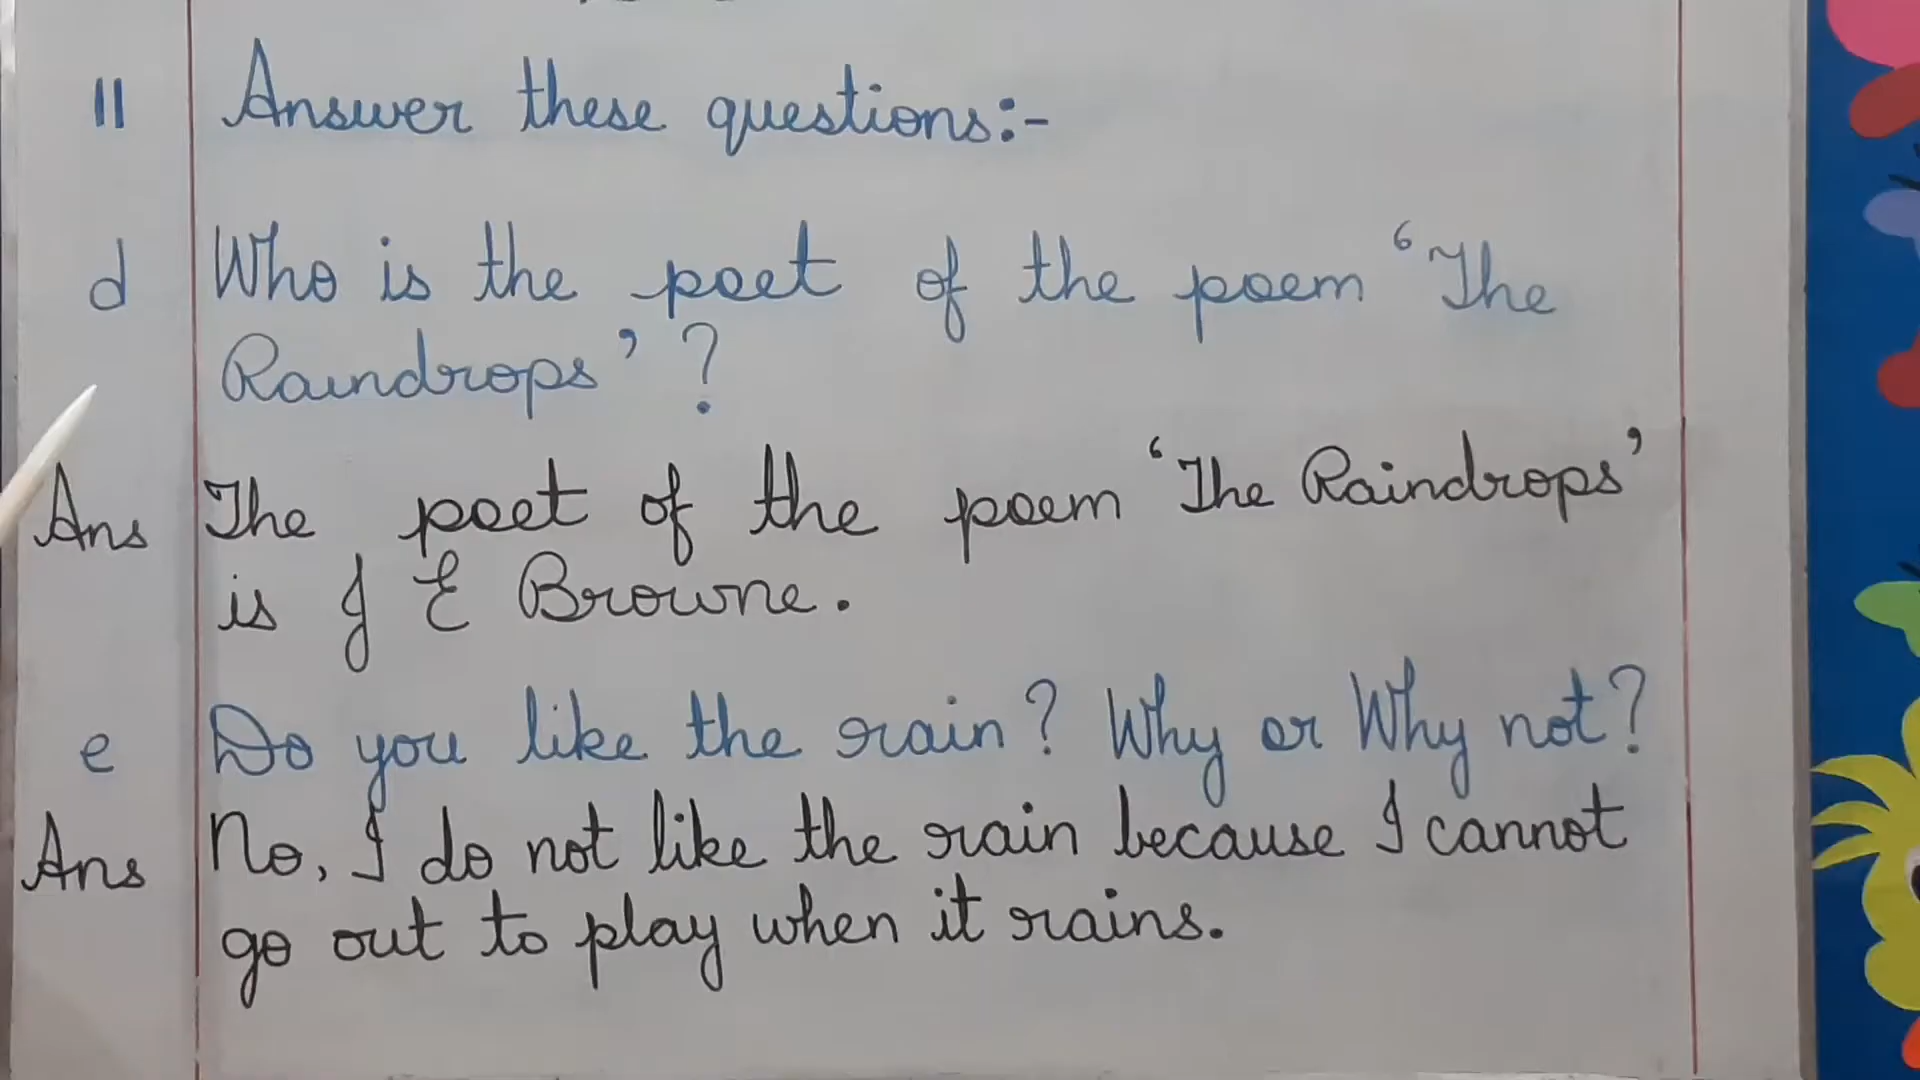 11 Answer these questions:-
d Who is the poet of the poem ‘The
Raindrops’ ?
Ans The poet of the poem ‘The Raindrops’
is J E Browne.
e Do you like the rain? Why or Why not?
Ans No, I do not like the rain because I cannot
go out to play when it rains.